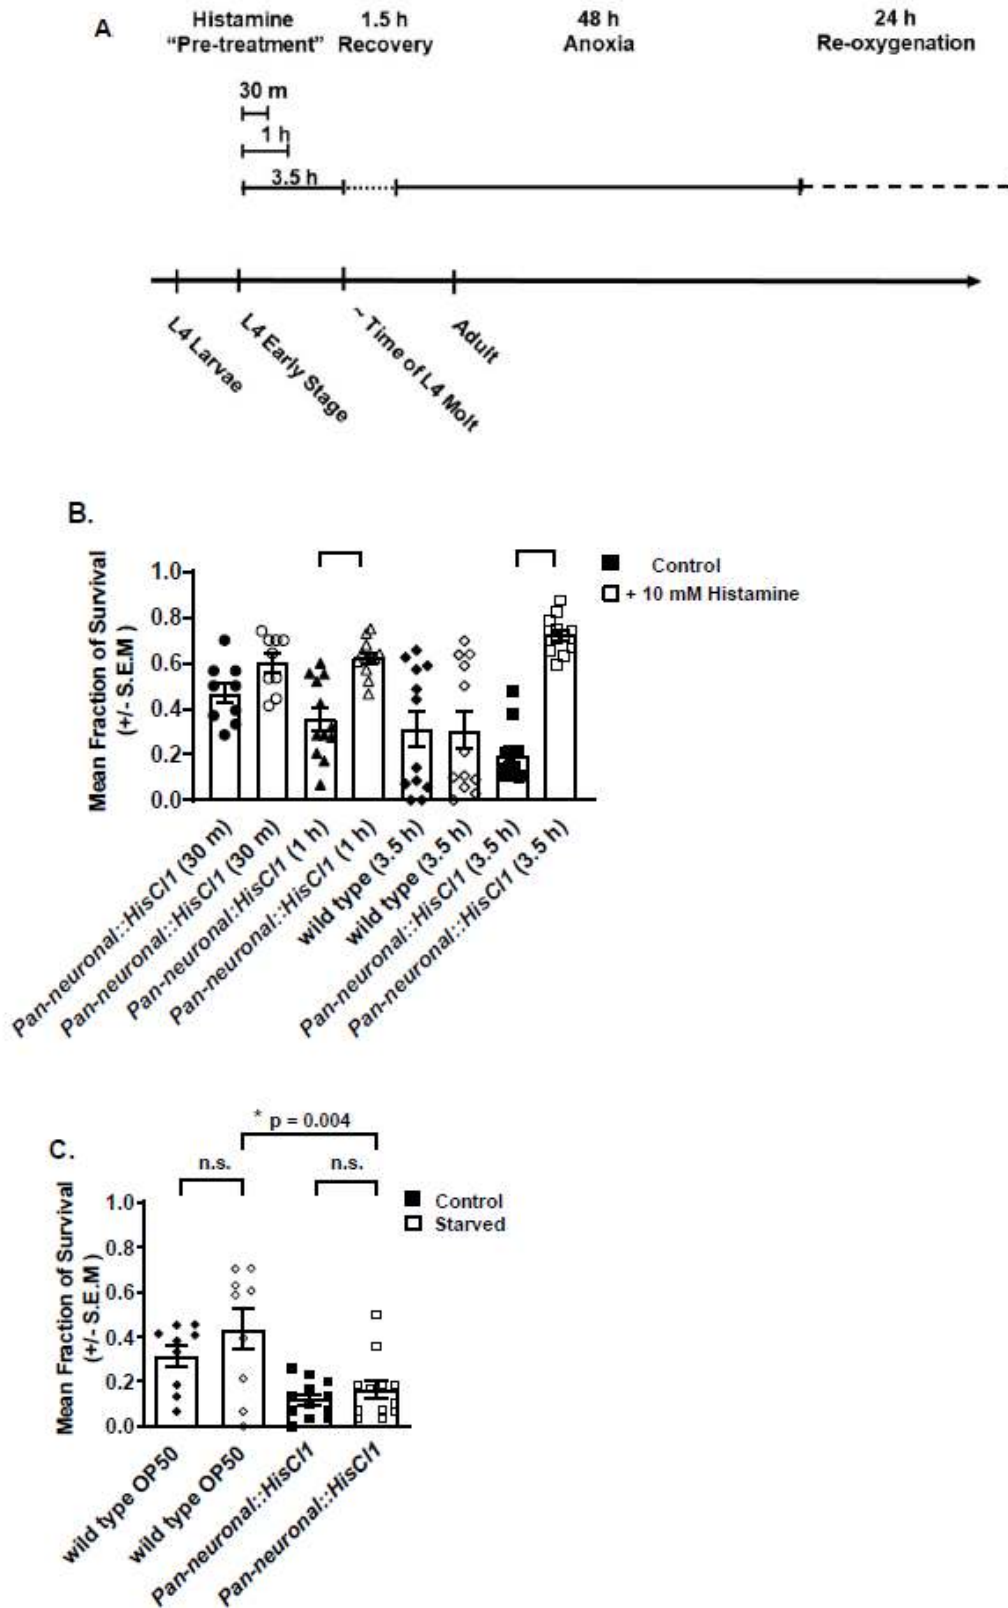 A
Histamine
“Pre-treatment”
1.5 h
Recovery
48 h
Anoxia
24 h
Re-oxygenation
30 m
1 h
3.5 h
L4 Larvae
L4 Early Stage
~ Time of L4 Molt
Adult
B.
Mean Fraction of Survival
(+/- S.E.M )
1.0
0.8
0.6
0.4
0.2
0.0
Control
+ 10 mM Histamine
Pan-neuronal::HisCl1 (30 m)
Pan-neuronal::HisCl1 (30 m)
Pan-neuronal:HisCl1 (1 h)
Pan-neuronal::HisCl1 (1 h)
wild type (3.5 h)
wild type (3.5 h)
Pan-neuronal::HisCl1 (3.5 h)
Pan-neuronal::HisCl1 (3.5 h)
C.
* p = 0.004
n.s.
n.s.
Mean Fraction of Survival
(+/- S.E.M )
1.0
0.8
0.6
0.4
0.2
0.0
Control
Starved
wild type OP50
wild type OP50
Pan-neuronal::HisCl1
Pan-neuronal::HisCl1